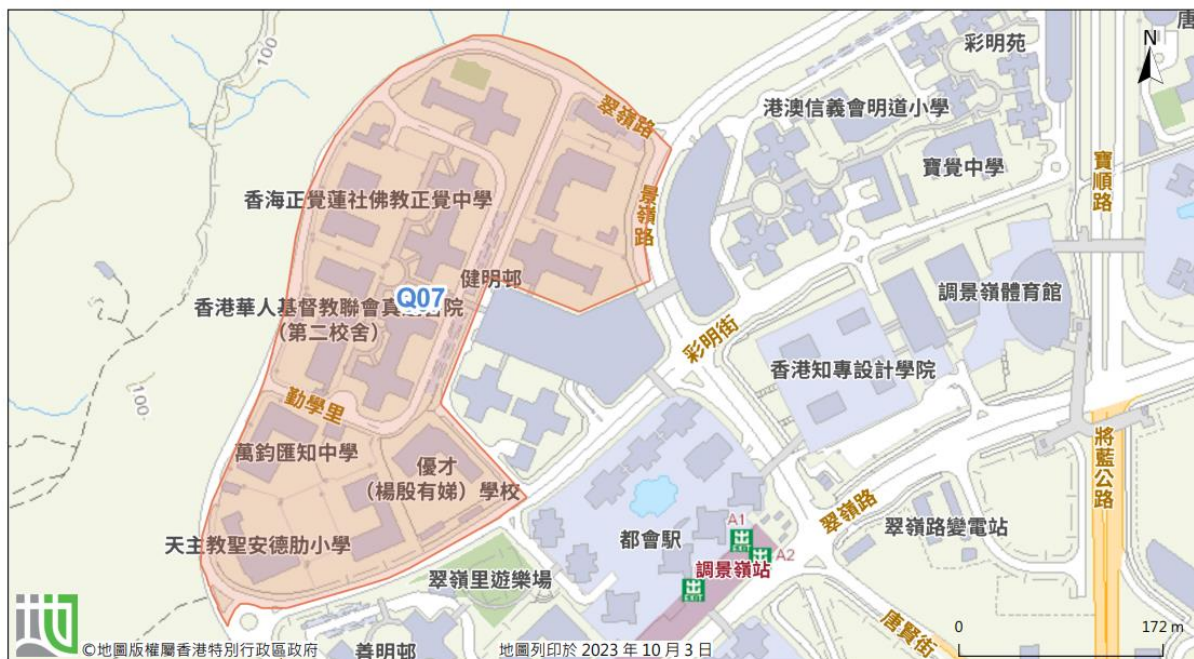 唐
N
彩明苑
100
翠嶺路
港澳信義會明道小學
寶覺中學
寶順路
景嶺路
香海正覺蓮社佛教正覺中學
健明邨
Q07
調景嶺體育館
香港華人基督教聯會真
書院
(第二校舍)
彩明街
香港知專設計學院
100
勤學里
萬鈞匯知中學
將藍公路
優才
(楊殷有娣)學校
翠嶺路
A1
出
EXIT
出
A2
都會駅
翠嶺路變電站
天主教聖安德肋小學
調景嶺站
翠嶺里遊樂場
出
EXIT
唐賢街
0
172 m
©地圖版權屬香港特別行政區政府
善明邨
地圖列印於 2023 年 10 月 3 日